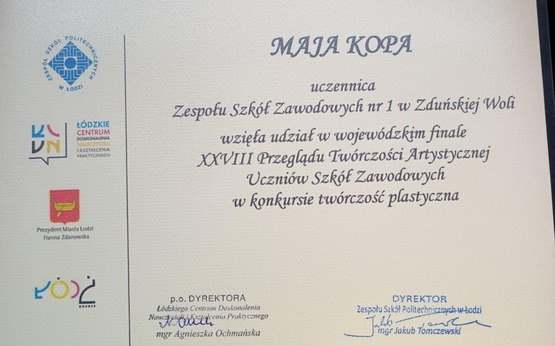 ZESPÓŁ SZKÓŁ POLITECHNICZNYCH
W ŁODZI
ŁÓDZKIE
CENTRUM
DOSKONALENIA
NAUCZYCIELI
I KSZTAŁCENIA
PRAKTYCZNEGO
Prezydent Miasta Łodzi
Hanna Zdanowska
MAJA KOPA
uczennica
Zespołu Szkół Zawodowych nr 1 w Zduńskiej Woli
wzięła udział w wojewódzkim finale
XXVIII Przeglądu Twórczości Artystycznej
Uczniów Szkół Zawodowych
w konkursie twórczość plastyczna
p.o. DYREKTORA
Łódzkiego Centrum Doskonalenia
Nauczycieli i Kształcenia Praktycznego
mgr Agnieszka Ochmańska
DYREKTOR
Zespołu Szkół Politechnicznych w Łodzi
mgr Jakub Tomczewski